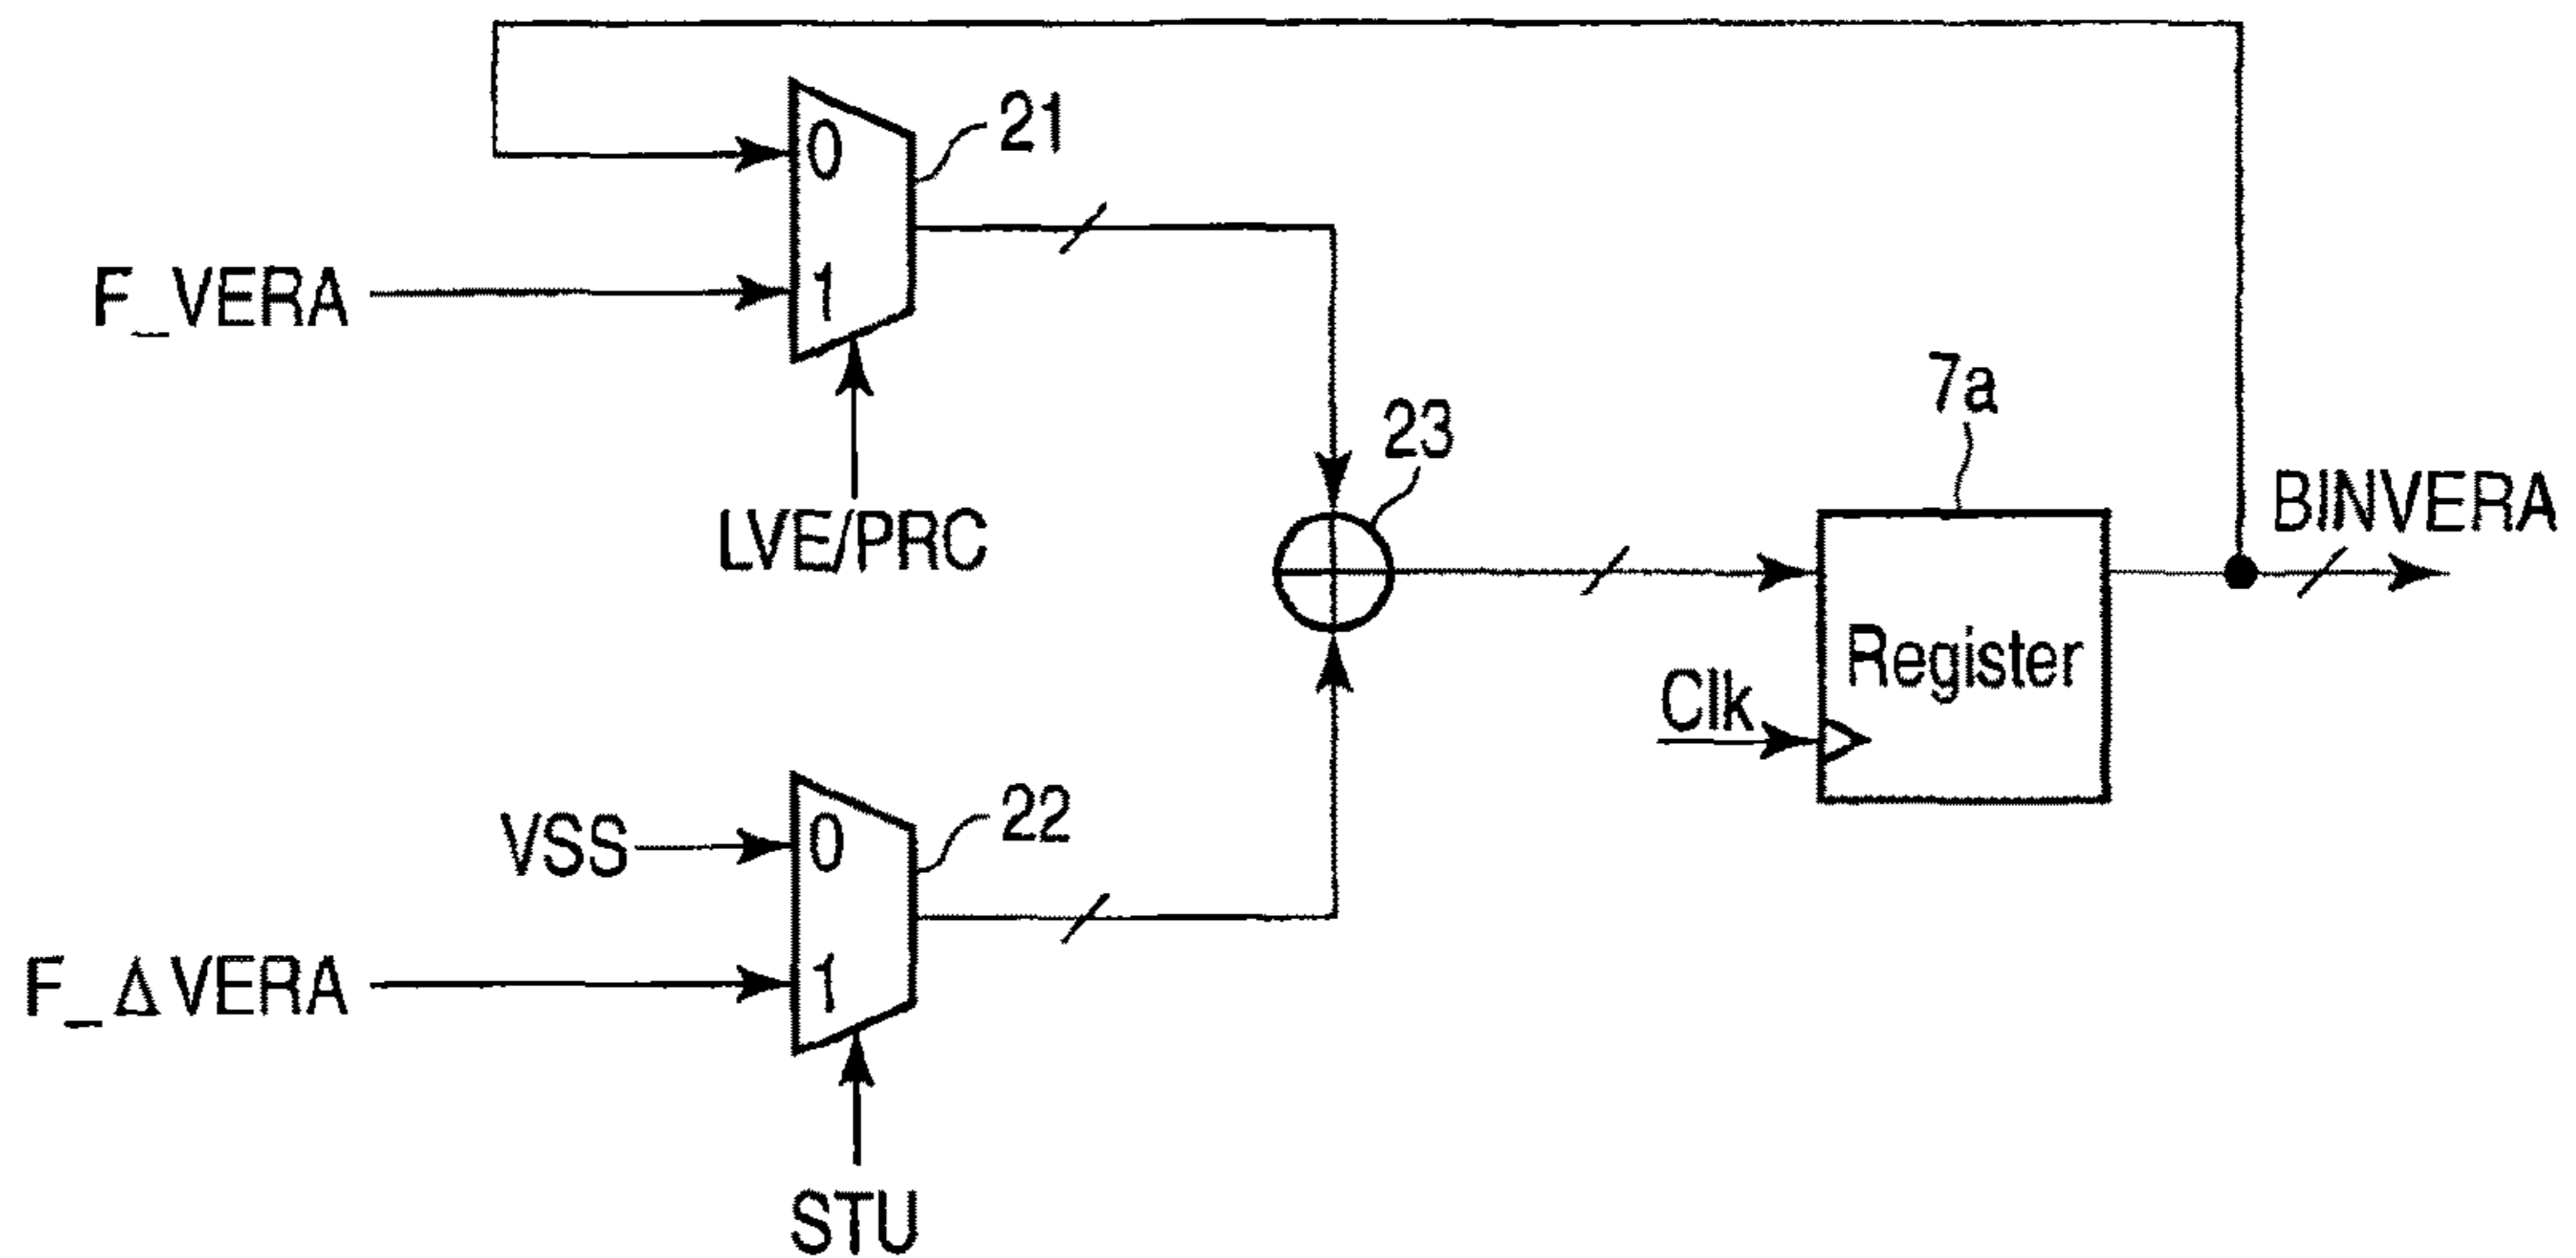 0
21
F_VERA
1
LVE/PRC
23
7a
BINVERA
Register
Clk
VSS
0
22
F_ΔVERA
1
STU